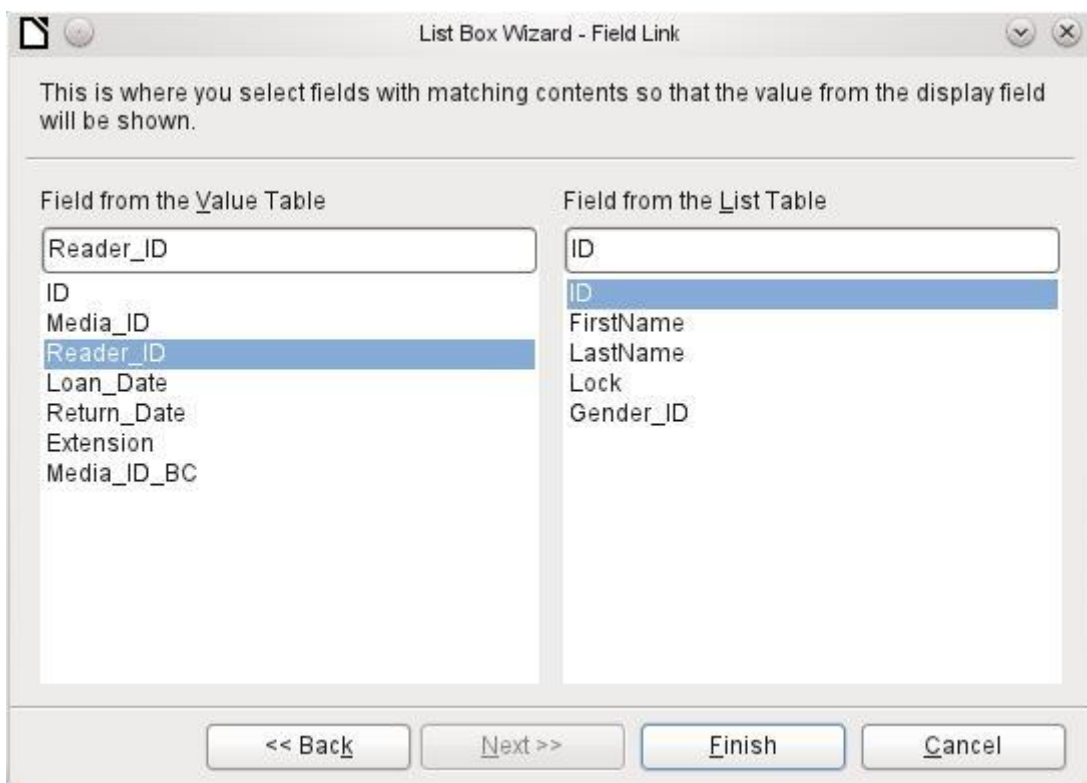 List Box Wizard - Field Link
This is where you select fields with matching contents so that the value from the display field
will be shown.
Field from the Value Table
Reader_ID
ID
Media_ID
Reader_ID
Loan_Date
Return_Date
Extension
Media_ID_BC
Field from the List Table
ID
ID
FirstName
LastName
Lock
Gender_ID
<< Back
Next >>
Finish
Cancel